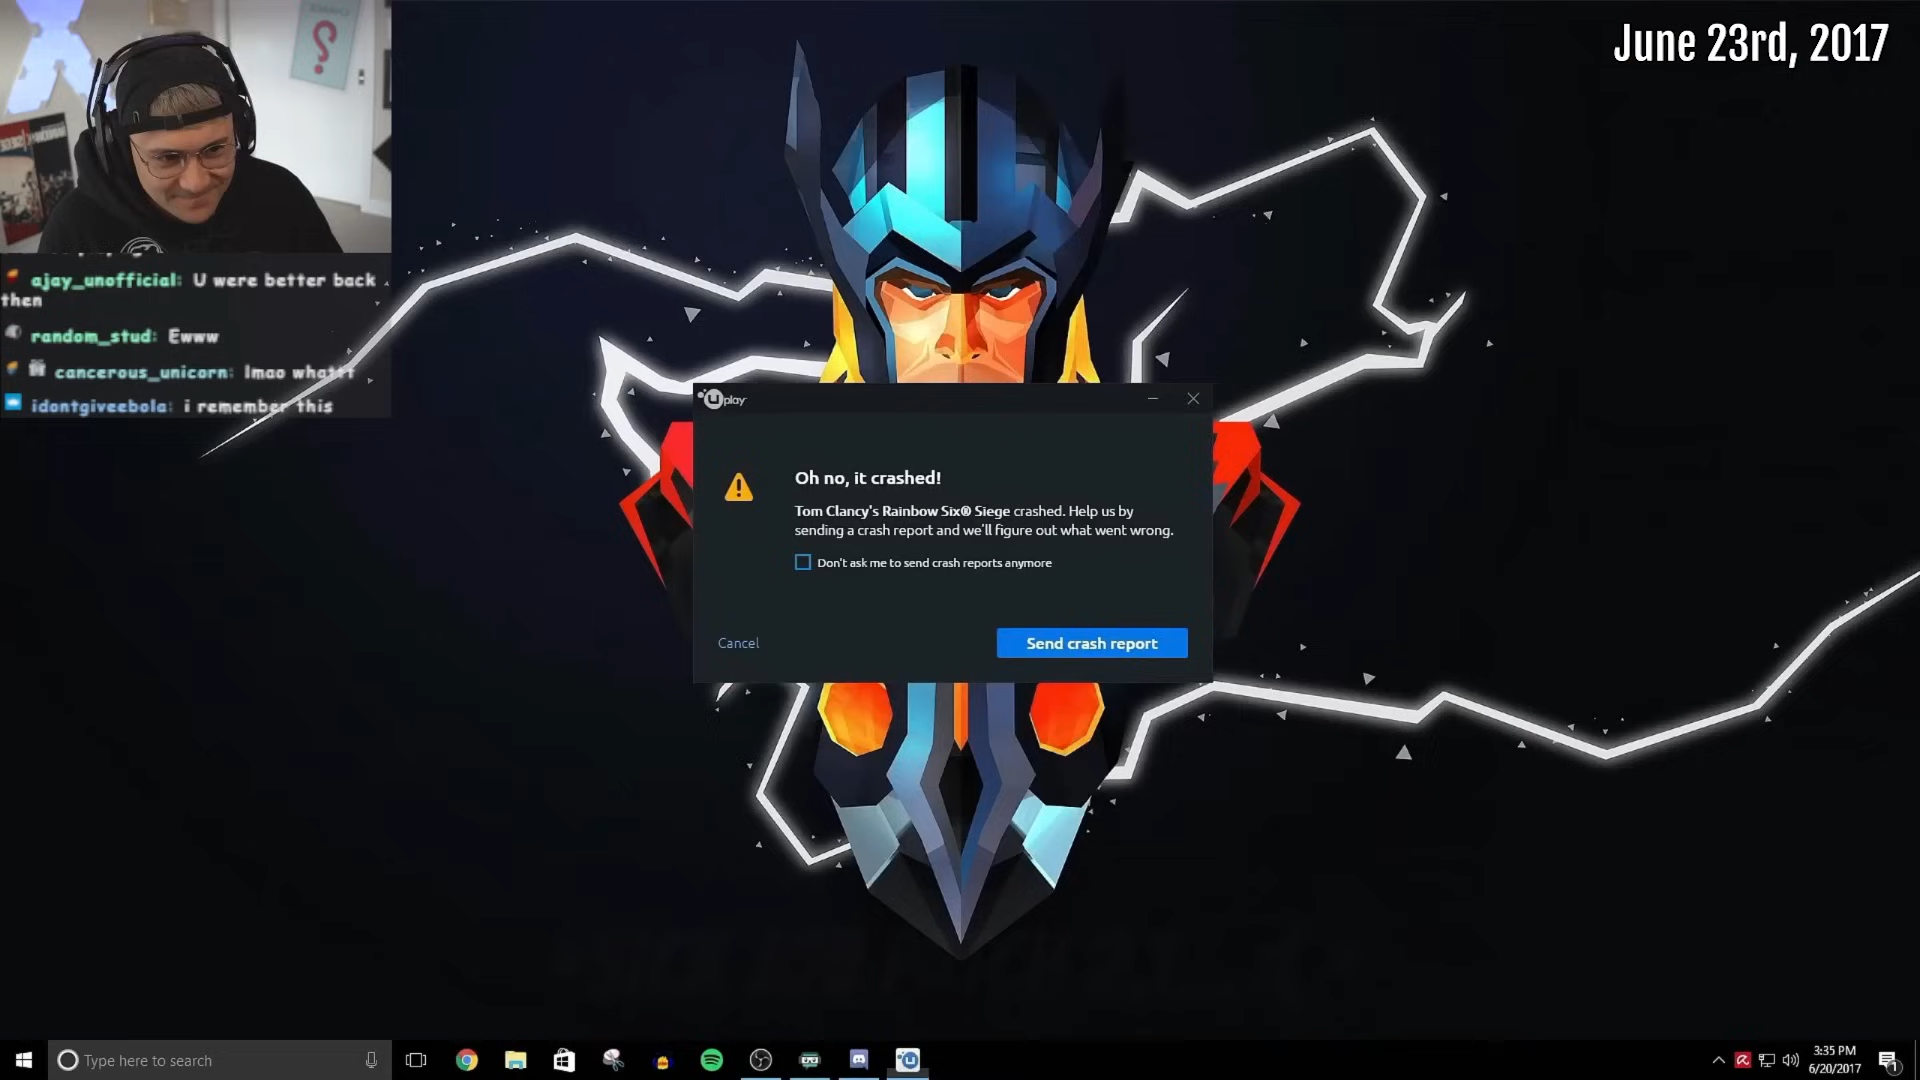 June 23rd, 2017
ajay_unofficial: U were better back
then
random_stud: Ewww
cancerous_unicorn: lmao whattt
idontgiveebola: i remember this
Uplay
Oh no, it crashed!
Tom Clancy's Rainbow Six® Siege crashed. Help us by
sending a crash report and we'll figure out what went wrong.
Don't ask me to send crash reports anymore
Cancel
Send crash report
Type here to search
3:35 PM
6/20/2017
1